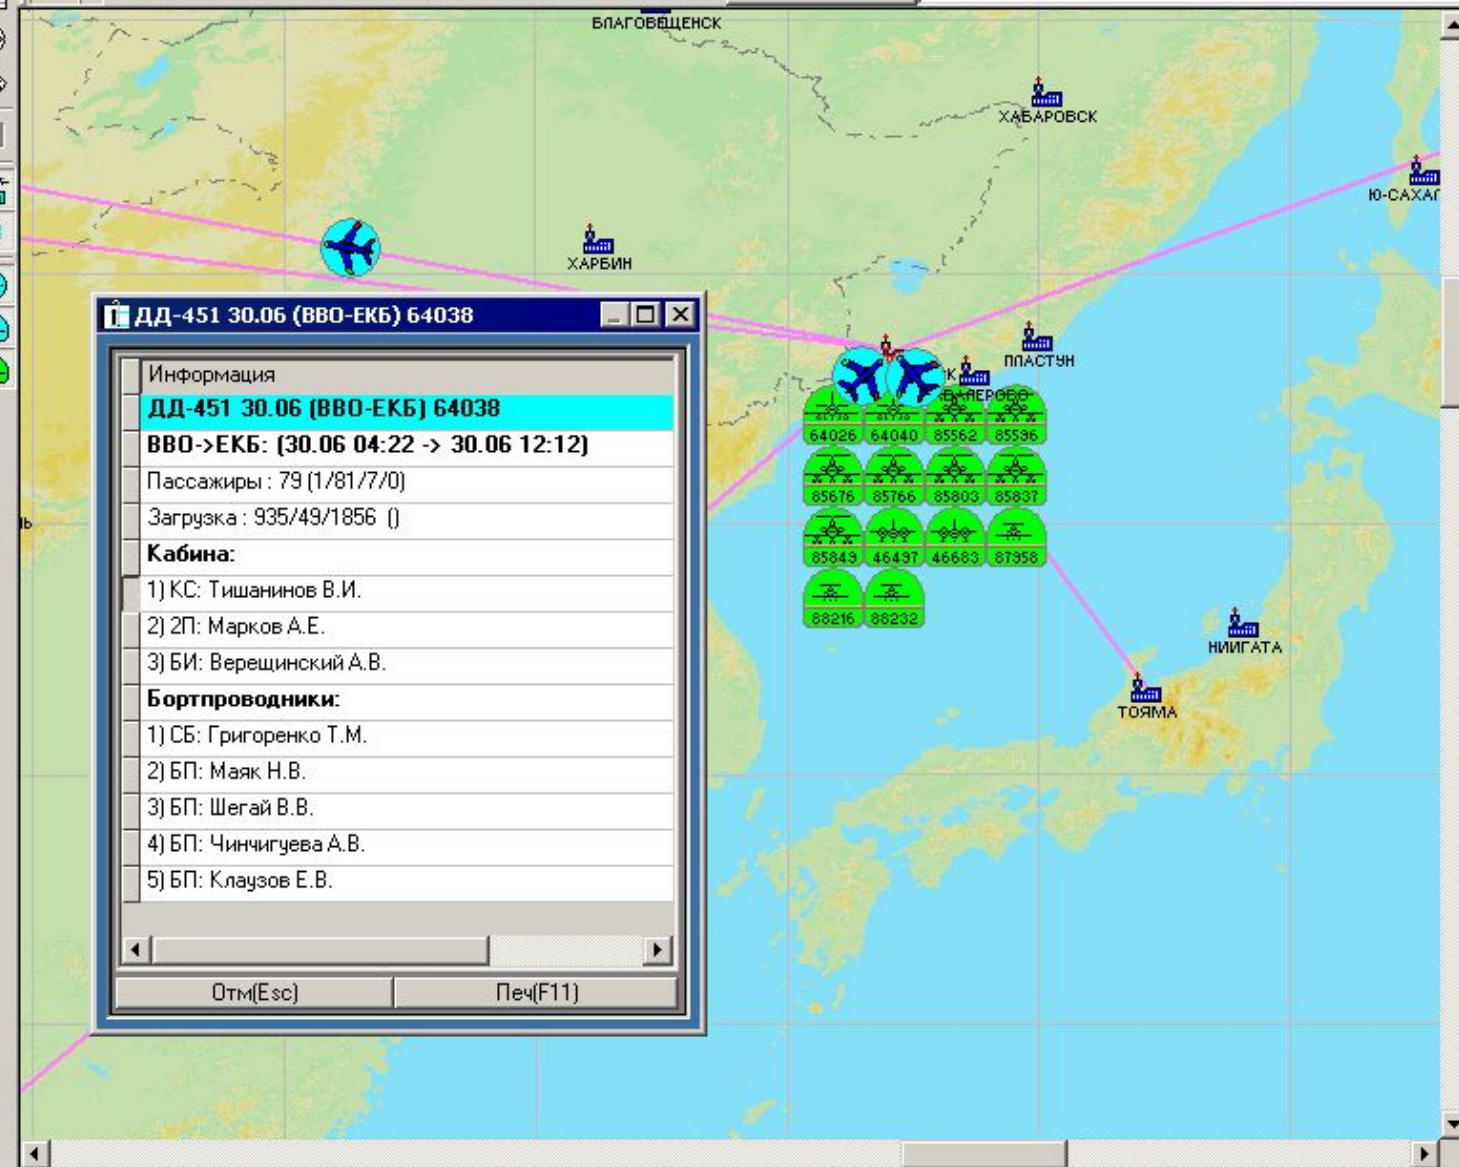 БЛАГОВЕЩЕНСК
ХАБАРОВСК
Ю-САХАЛ
ХАРБИН
ПЛАСТУН
64026 64040 85562 85596
85676 85766 85803 85837
85849 46497 46683 87958
88216 88232
НИИГАТА
ТОЯМА
ДД-451 30.06 (ВВО-ЕКБ) 64038
Информация
ДД-451 30.06 (ВВО-ЕКБ) 64038
ВВО->ЕКБ: (30.06 04:22 -> 30.06 12:12)
Пассажиры : 79 (1/81/7/0)
Загрузка : 935/49/1856 ()
Кабина:
1) КС: Тишанинов В.И.
2) 2П: Марков А.Е.
3) БИ: Верещинский А.В.
Бортпроводники:
1) СБ: Григоренко Т.М.
2) БП: Маяк Н.В.
3) БП: Шегай В.В.
4) БП: Чинчигуева А.В.
5) БП: Клаузов Е.В.
Отм(Esc) Печ(F11)